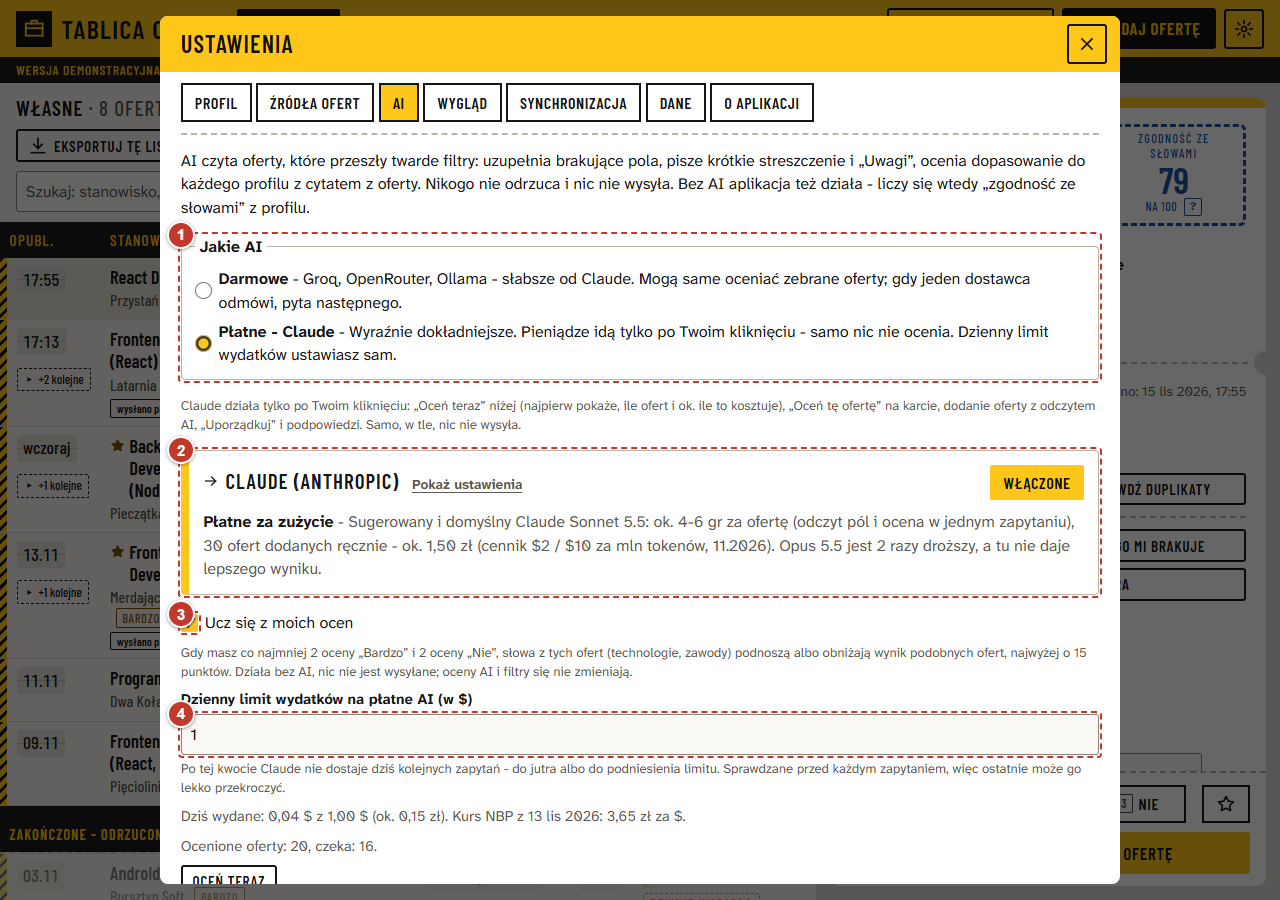 TABLICA
USTAWIENIA
DAJ OFERTĘ
WERSJA DEMONSTRACYJNA
PROFIL
ŹRÓDŁA OFERT
AI
WYGLĄD
SYNCHRONIZACJA
DANE
O APLIKACJI
WŁASNE · 8 OFERT
EKSPORTUJ TĘ LIS
Szukaj: stanowisko,
ZGODNOŚĆ ZE
SŁOWAMI
79
NA 100 ?
AI czyta oferty, które przeszły twarde filtry: uzupełnia brakujące pola, pisze krótkie streszczenie i „Uwagi”, ocenia dopasowanie do
każdego profilu z cytatem z oferty. Nikogo nie odrzuca i nic nie wysyła. Bez AI aplikacja też działa - liczy się wtedy „zgodność ze
słowami” z profilu.
OPUBL.
STANOW
1
Jakie AI
Darmowe - Groq, OpenRouter, Ollama - słabsze od Claude. Mogą same oceniać zebrane oferty; gdy jeden dostawca
odmówi, pyta następnego.
Płatne - Claude - Wyraźnie dokładniejsze. Pieniądze idą tylko po Twoim kliknięciu - samo nic nie ocenia. Dzienny limit
wydatków ustawiasz sam.
17:55
React D
Przystań
17:13
Fronten
(React)
+2 kolejne
Latarnia
wysłano p
no: 15 lis 2026, 17:55
Claude działa tylko po Twoim kliknięciu: „Oceń teraz” niżej (najpierw pokaże, ile ofert i ok. ile to kosztuje), „Oceń tę ofertę” na karcie, dodanie oferty z odczytem
AI, „Uporządkuj” i podpowiedzi. Samo, w tle, nic nie wysyła.
wczoraj
Back
Deve
(Nod
+1 kolejne
Pieczątk
2
CLAUDE (ANTHROPIC)
Pokaż ustawienia
WŁĄCZONE
Płatne za zużycie - Sugerowany i domyślny Claude Sonnet 5.5: ok. 4-6 gr za ofertę (odczyt pól i ocena w jednym zapytaniu),
30 ofert dodanych ręcznie - ok. 1,50 zł (cennik $2 / $10 za mln tokenów, 11.2026). Opus 5.5 jest 2 razy droższy, a tu nie daje
lepszego wyniku.
WDŹ DUPLIKATY
O MI BRAKUJE
RA
13.11
Front
Deve
+1 kolejne
Merdając
BARDZO
wysłano p
3
Ucz się z moich ocen
Gdy masz co najmniej 2 oceny „Bardzo” i 2 oceny „Nie”, słowa z tych ofert (technologie, zawody) podnoszą albo obniżają wynik podobnych ofert, najwyżej o 15
punktów. Działa bez AI, nic nie jest wysyłane; oceny AI i filtry się nie zmieniają.
11.11
Program
Dwa Koła
Dzienny limit wydatków na płatne AI (w $)
4
1
09.11
Fronten
(React,
Pięciolini
Po tej kwocie Claude nie dostaje dziś kolejnych zapytań - do jutra albo do podniesienia limitu. Sprawdzane przed każdym zapytaniem, więc ostatnie może go
lekko przekroczyć.
Dziś wydane: 0,04 $ z 1,00 $ (ok. 0,15 zł). Kurs NBP z 13 lis 2026: 3,65 zł za $.
3 NIE
ZAKOŃCZONE - ODRZUCON
Ocenione oferty: 20, czeka: 16.
OFERTĘ
OCEŃ TERAZ
03.11
Android
Bursztyn Soft
BARDZO